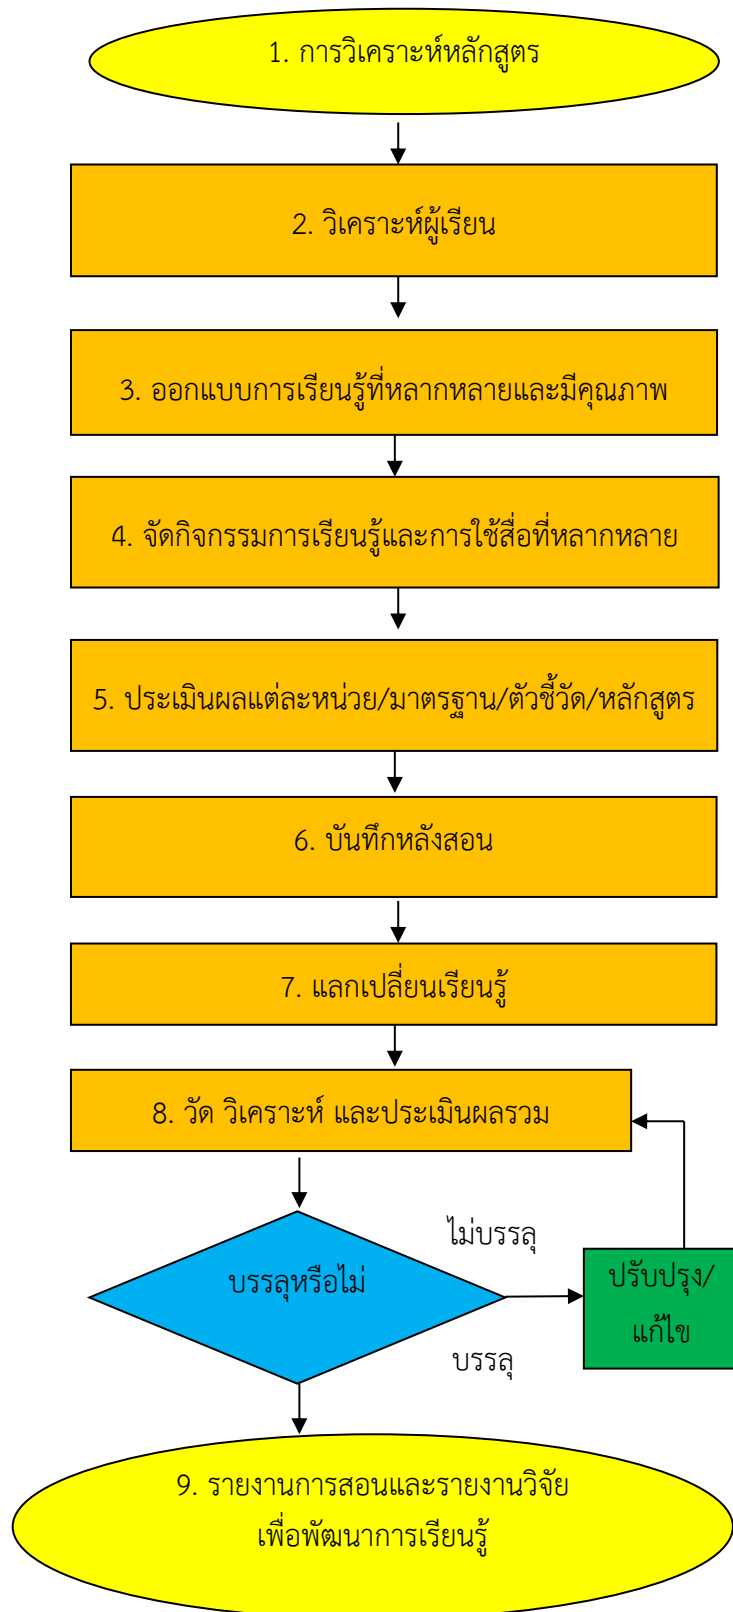 1. การวิเคราะห์หลักสูตร
2. วิเคราะห์ผู้เรียน
3. ออกแบบการเรียนรู้ที่หลากหลายและมีคุณภาพ
4. จัดกิจกรรมการเรียนรู้และการใช้สื่อที่หลากหลาย
5. ประเมินผลแต่ละหน่วย/มาตรฐาน/ตัวชี้วัด/หลักสูตร
6. บันทึกหลังสอน
7. แลกเปลี่ยนเรียนรู้
8. วัด วิเคราะห์ และประเมินผลรวม
ไม่บรรลุ
บรรลุหรือไม่
ปรับปรุง/
แก้ไข
บรรลุ
9. รายงานการสอนและรายงานวิจัย
เพื่อพัฒนาการเรียนรู้